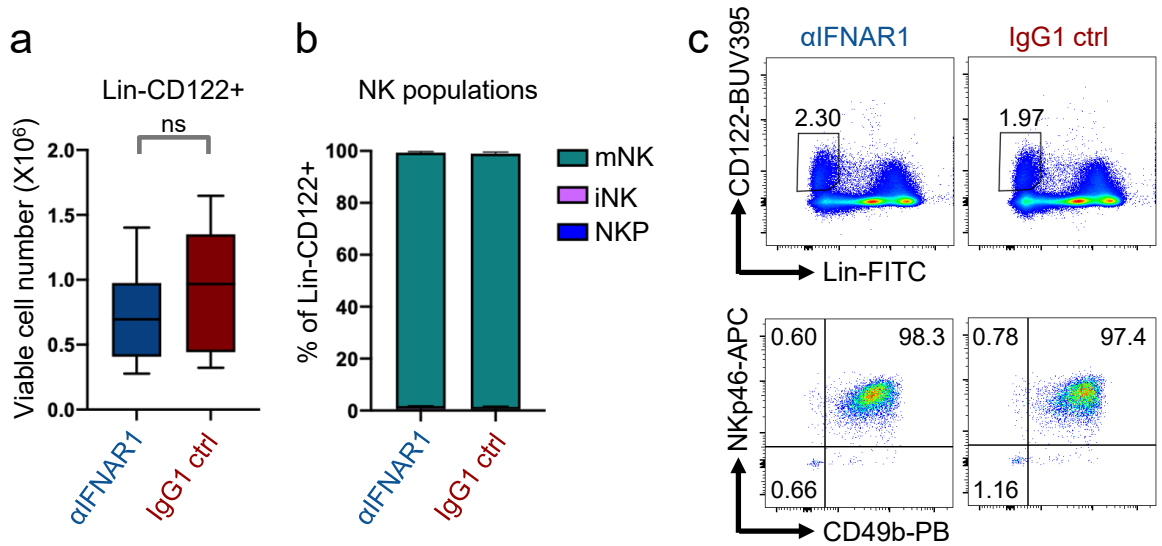 a
Lin-CD122+
ns
Viable cell number (X10⁶)
2.0
1.5
1.0
0.5
0.0
αIFNAR1
IgG1 ctrl
b
NK populations
% of Lin-CD122+
100
80
60
40
20
0
αIFNAR1
IgG1 ctrl
mNK
iNK
NKP
c
αIFNAR1
IgG1 ctrl
CD122-BUV395
2.30
1.97
Lin-FITC
NKp46-APC
0.60
98.3
0.66
0.78
97.4
1.16
CD49b-PB